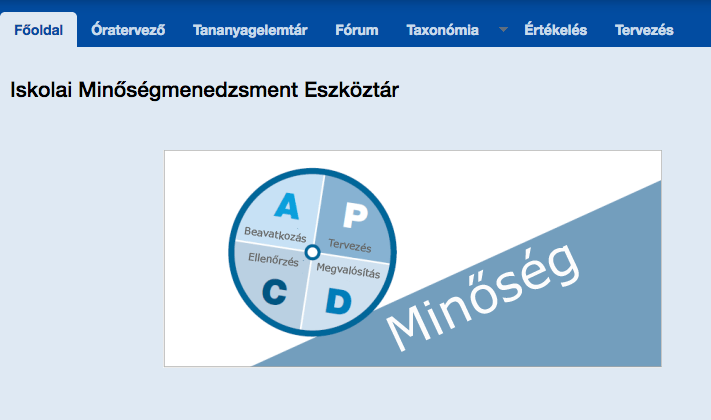 Főoldal Óratervező Tananyagelemtár Fórum Taxonómia Értékelés Tervezés
Iskolai Minőségmenedzsment Eszköztár
A P
Beavatkozás Tervezés
Ellenőrzés Megvalósítás
C D
Minőség